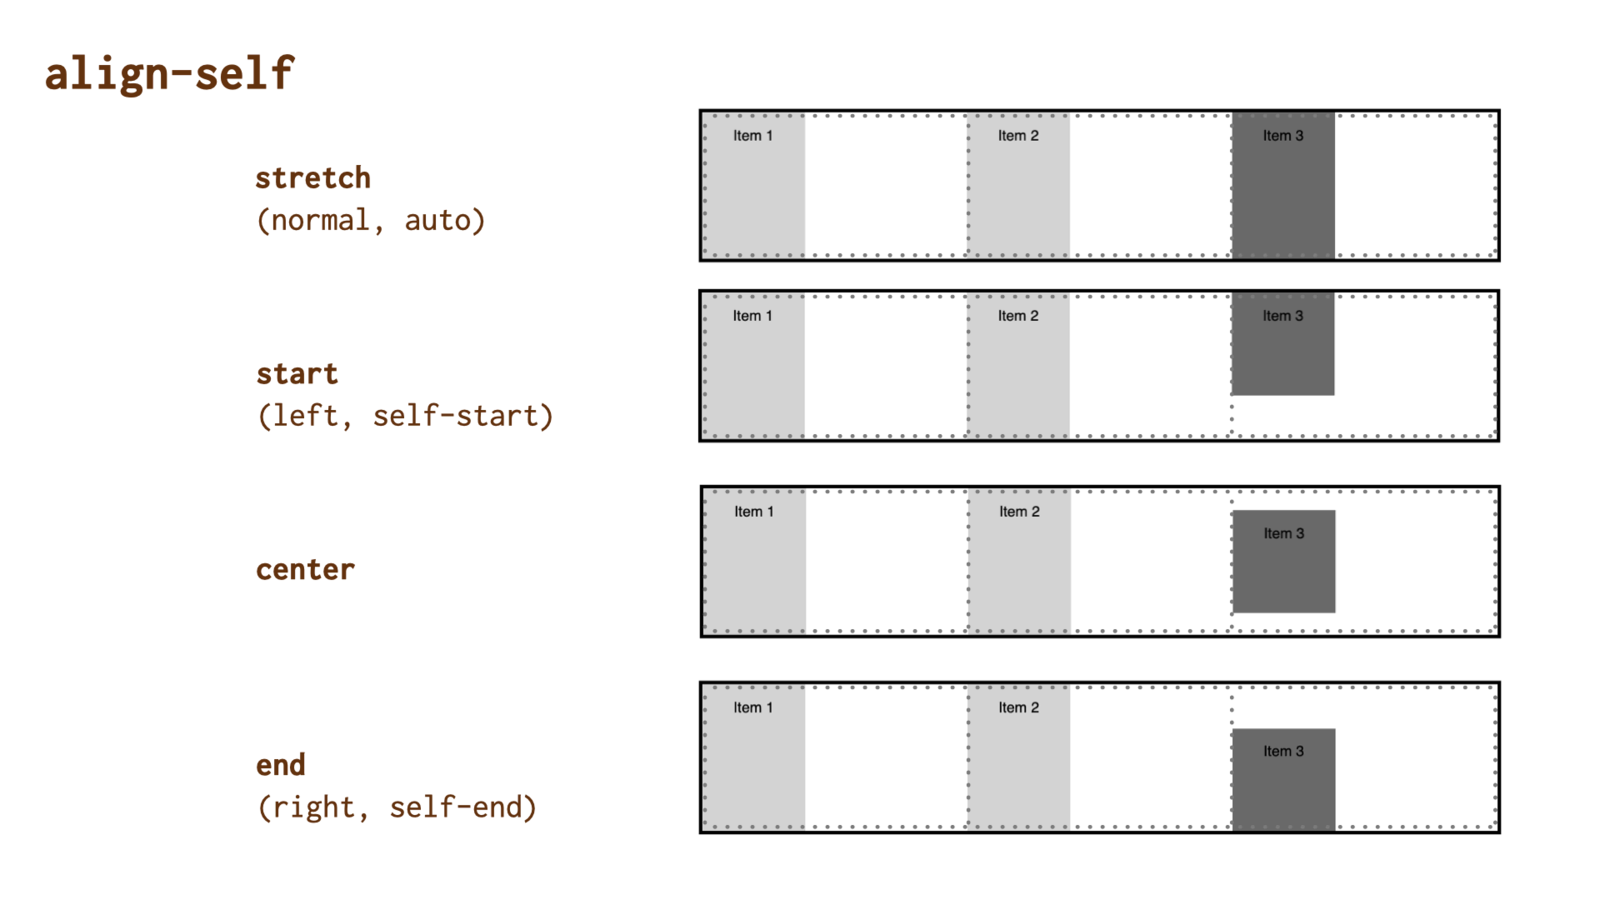 align-self
stretch
(normal, auto)
Item 1
Item 2
Item 3
start
(left, self-start)
Item 1
Item 2
Item 3
center
Item 1
Item 2
Item 3
end
(right, self-end)
Item 1
Item 2
Item 3